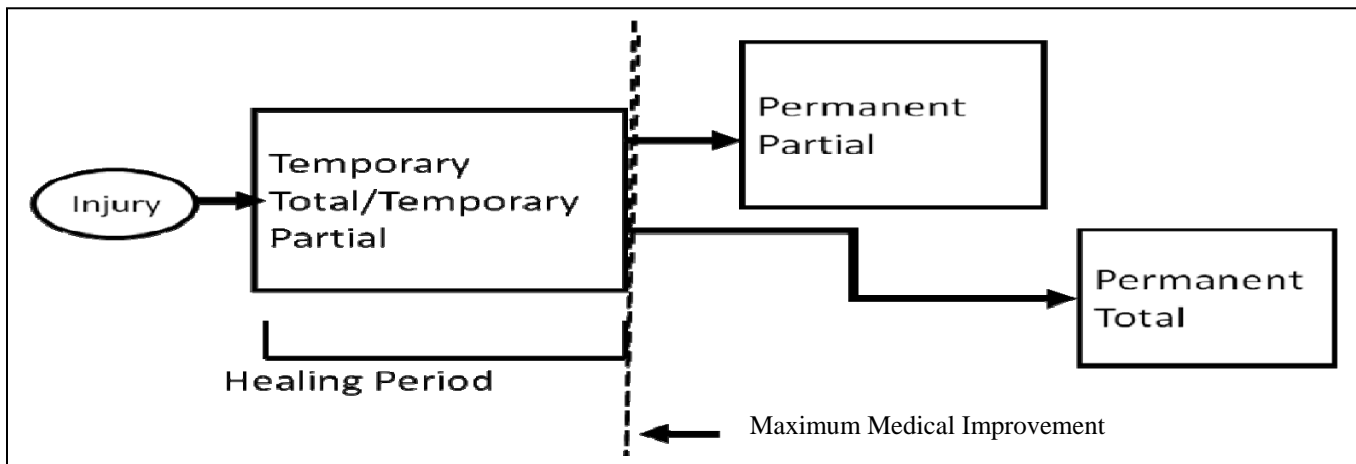 Injury
Temporary
Total/Temporary
Partial
Healing Period
Permanent
Partial
Permanent
Total
Maximum Medical Improvement